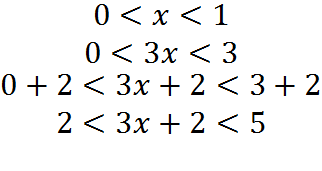 0 < x < 1
0 < 3x < 3
0 + 2 < 3x + 2 < 3 + 2
2 < 3x + 2 < 5